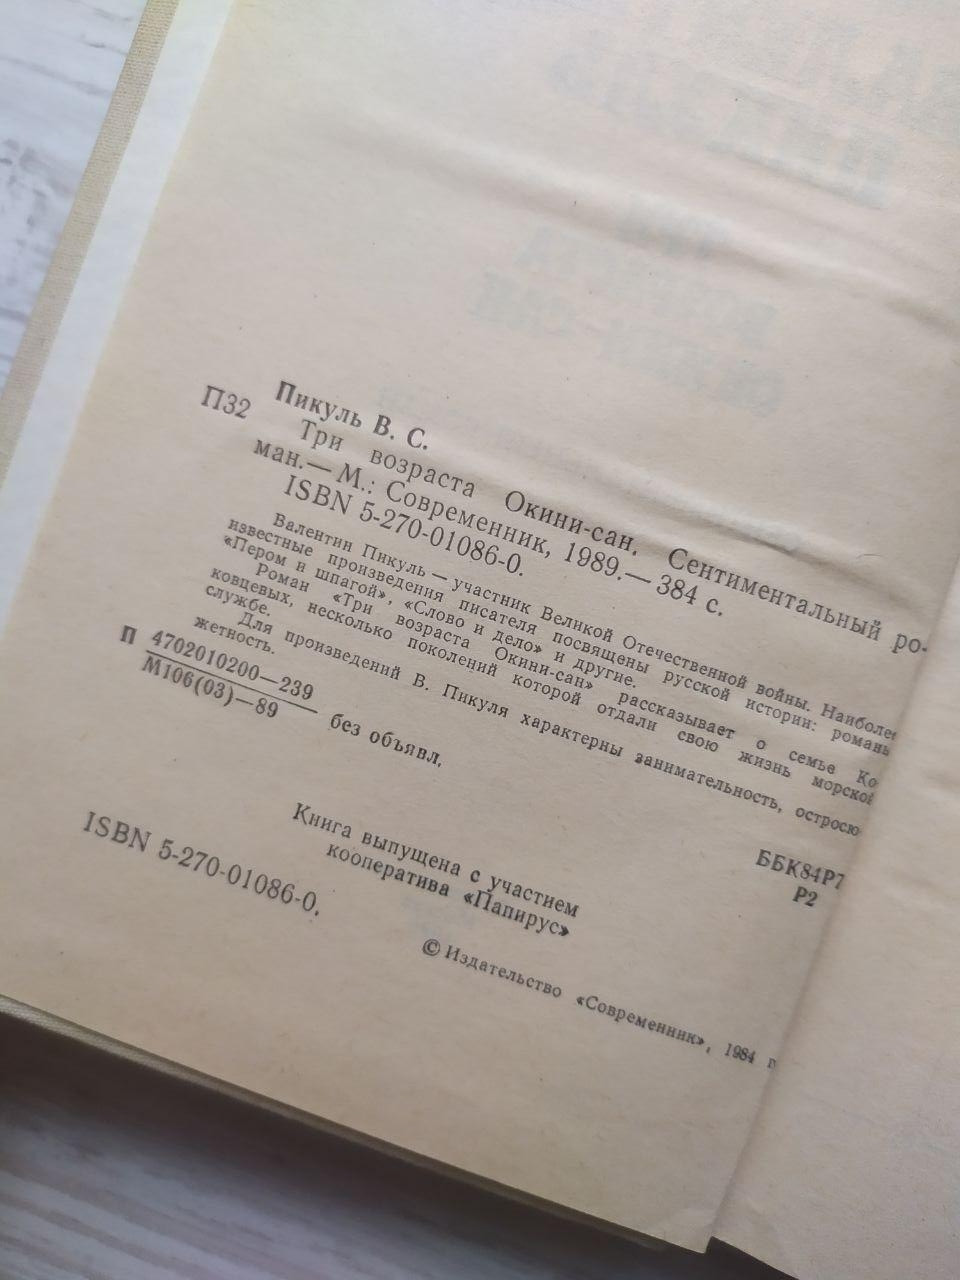 Пикуль В. С.
П32
Три возраста Окини-сан. Сентиментальный ро-
ман.— М.: Современник, 1989.— 384 с.
ISBN 5-270-01086-0.
Валентин Пикуль — участник Великой Отечественной войны. Наиболее
известные произведения писателя посвящены русской истории: романы
«Пером и шпагой», «Слово и дело» и другие.
Роман «Три возраста Окини-сан» рассказывает о семье Ко-
ковцевых, несколько поколений которой отдали свою жизнь морской
службе.
Для произведений В. Пикуля характерны занимательность, остросю-
жетность.
П 4702010200—239
М106(03)—89 без объявл.
ББК84Р7
Р2
Книга выпущена с участием
кооператива «Папирус»
ISBN 5-270-01086-0.
© Издательство «Современник», 1984 г